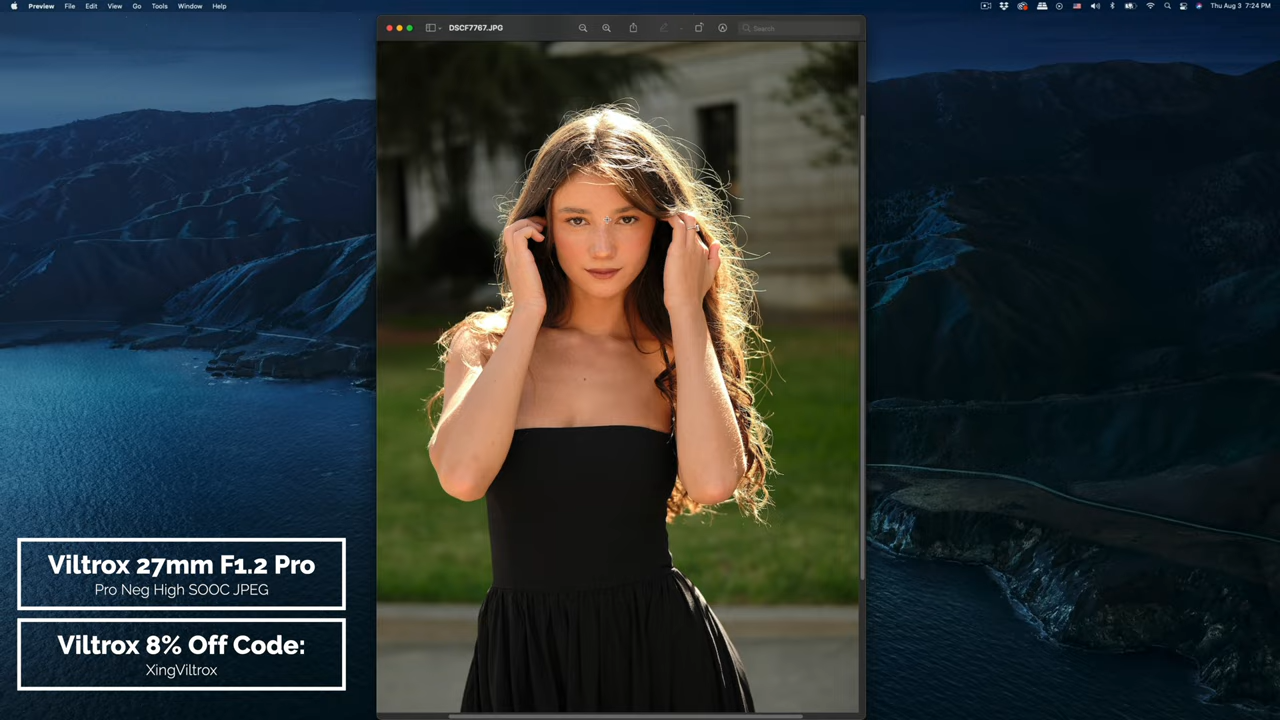 Preview File Edit View Go Tools Window Help
Thu Aug 3 7:24 PM
DSCF7767.JPG
Search
Viltrox 27mm F1.2 Pro
Pro Neg High SOOC JPEG
Viltrox 8% Off Code:
XingViltrox